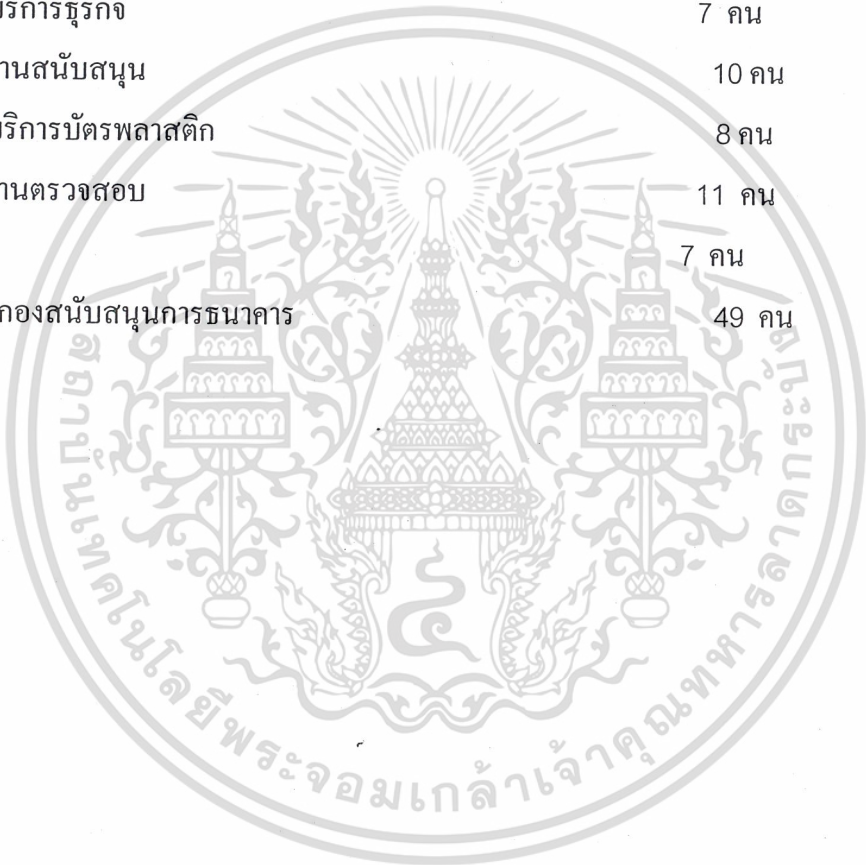 บริการธุรกิจ 7 คน
านสนับสนุน 10 คน
บริการบัตรพลาสติก 8 คน
านตรวจสอบ 11 คน
7 คน
กองสนับสนุนการธนาคาร 49 คน
สถาบันเทคโนโลยีพระจอมเกล้าเจ้าคุณทหารลาดกระบัง